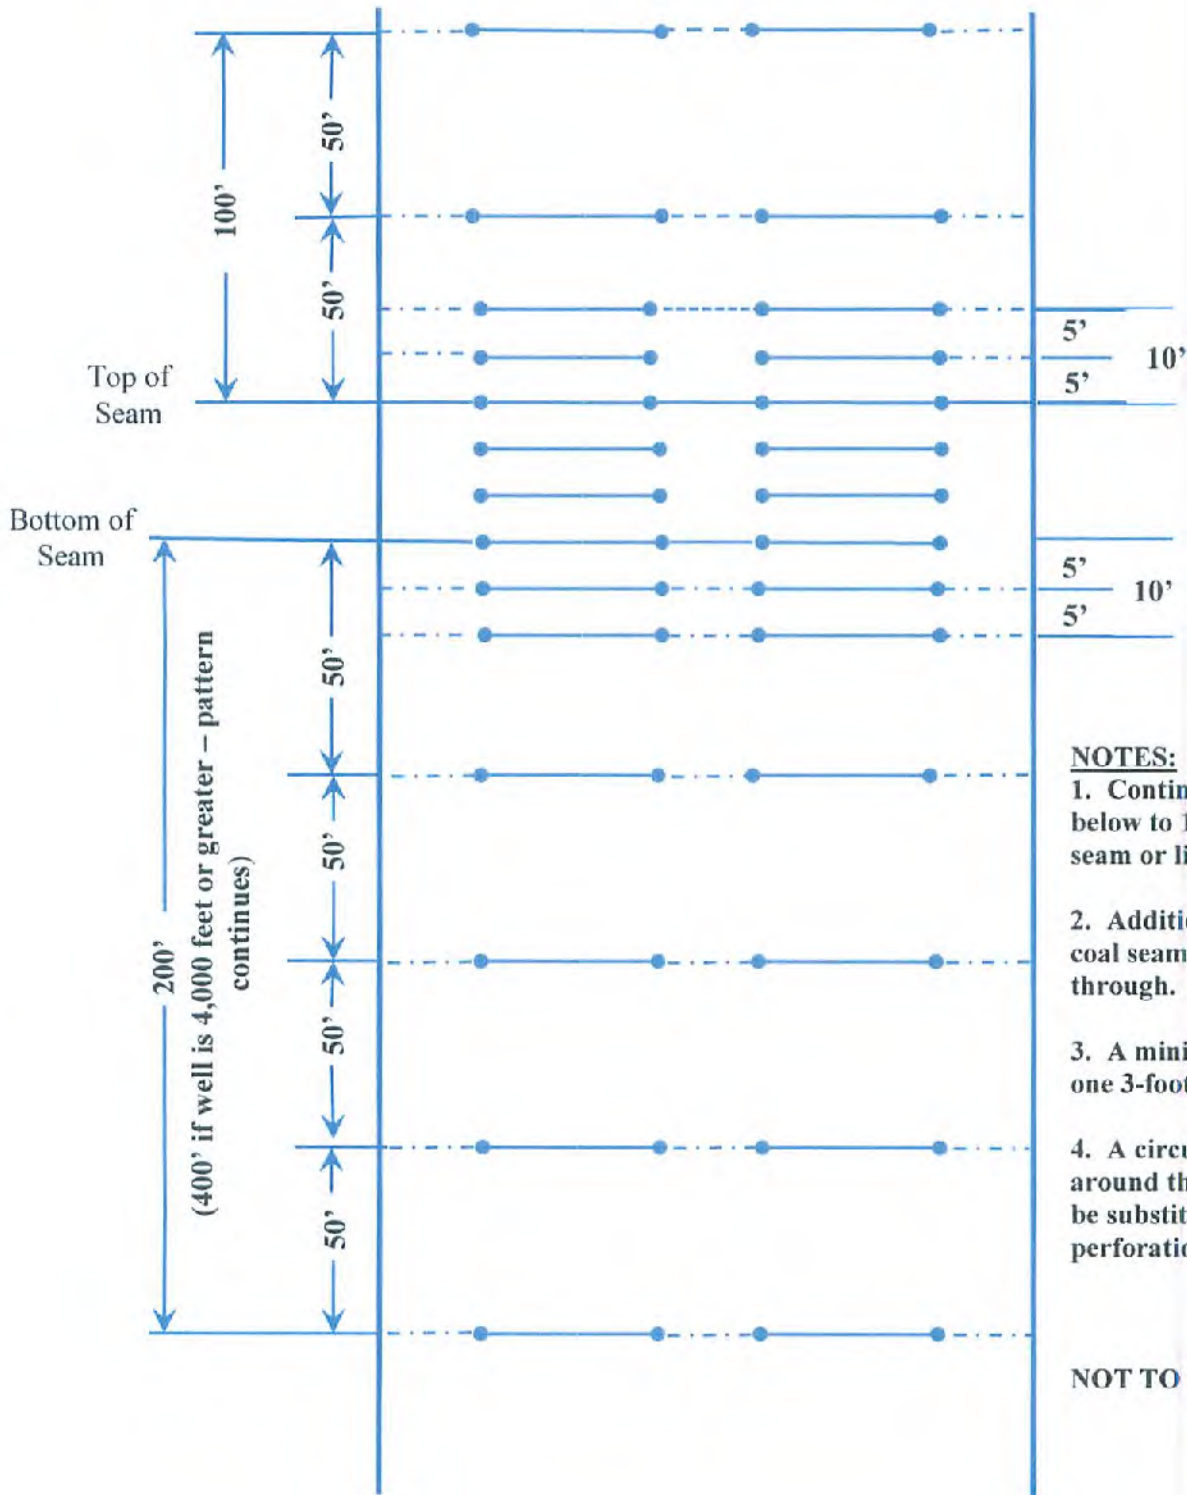 100’
50’
50’
5’
10’
5’
Top of
Seam
Bottom of
Seam
5’
10’
5’
50’
50’
50’
50’
200’
(400’ if well is 4,000 feet or greater – pattern
continues)
NOTES:
1.
below to
seam or
2.
coal seam
through.
3. A
one 3-foot
4. A
around
be
NOT TO